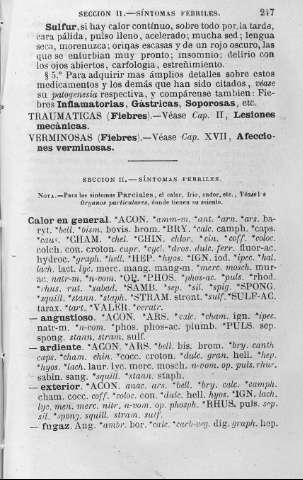 SECCION II.—SÍNTOMAS FEBRILES. 247
Sulfur, si hay calor contínuo, sobre todo por la tarde,
cara pálida, pulso lleno, acelerado; mucha sed; lengua
seca, morenuzca; orinas escasas y de un rojo oscuro, las
que se enturbian muy pronto; insomnio; delirio con
los ojos abiertos, carfologia, estreñimiento.
§ 5.º Para adquirir mas ámplios detalles sobre estos
medicamentos y los demás que han sido citados, véase
su patogenesia respectiva, y compárense tambien: Fie-
bres Inflamatorias, Gástricas, Soporosas, etc.
TRAUMATICAS (Fiebres).—Véase Cap. II, Lesiones
mecánicas.
VERMINOSAS (Fiebres).—Véase Cap. XVII, Afeccio-
nes verminosas.
SECCION II.—SÍNTOMAS FEBRILES.
NOTA.—Para los síntomas Parciales, el calor, frio, sudor, etc., Véase los
Órganos particulares, donde tienen su asiento.
Calor en general. *ACON. *amm-m. *ant. *arn. *ars. ba-
ryt. *bell. *bism. bovis. brom. *BRY. *calc. camph. *caps.
*caus. *CHAM. *chel. *CHIN. chlor. *cin. *coff. *coloc.
colch. con. croton. cupr. *cycl. *dros. dulc. ferr. fluor-ac.
hydroc. *graph. *hell. *HEP. *hyos. *IGN. iod. *ipec. *kal.
lach. lact. lyc. merc. mang. mang-m. *merc. mosch. mur-
ac. natr-m. *n-nom. *OP. *PHOS. *phos-ac. *puls. *rhod.
*rhus. rut. sabad. *SAMB. *sep. *sil. *spig. *SPONG.
*squill. *stann. *staph. *STRAM. stront. *sulf. *SULF-AC.
tarax. *tart. *VALER. *veratr.
— angustioso. *ACON. *ARS. *calc. *cham. ign. *ipec.
natr-m. *n-vom. *phos. phos-ac. plumb. *PULS. sep.
spong. stann. stram. sulf.
— ardiente. *ACON. *ARS. *bell. bis. brom. *bry. canth.
caps. *cham. chin. *cocc. croton. *dulc. gran. hell. *hep.
*hyos. *lach. laur. lyc. merc. mosch. n-vom. op. puls. rhus.
sabin. sang. *squill. *stann. staph.
— exterior. *ACON. anac. ars. *bell. *bry. calc. *camph.
cham. cocc. coff. *coloc. con. *dulc. hell. hyos. *IGN. lach.
lyc. men. merc. nitr. n-vom. op. phosph. *RHUS. puls. sep.
sil. *spong. squill. stram. sulf.
— fugaz. Ang. *ambr. bor. *calc. *carb-veg. dig. graph. hep.